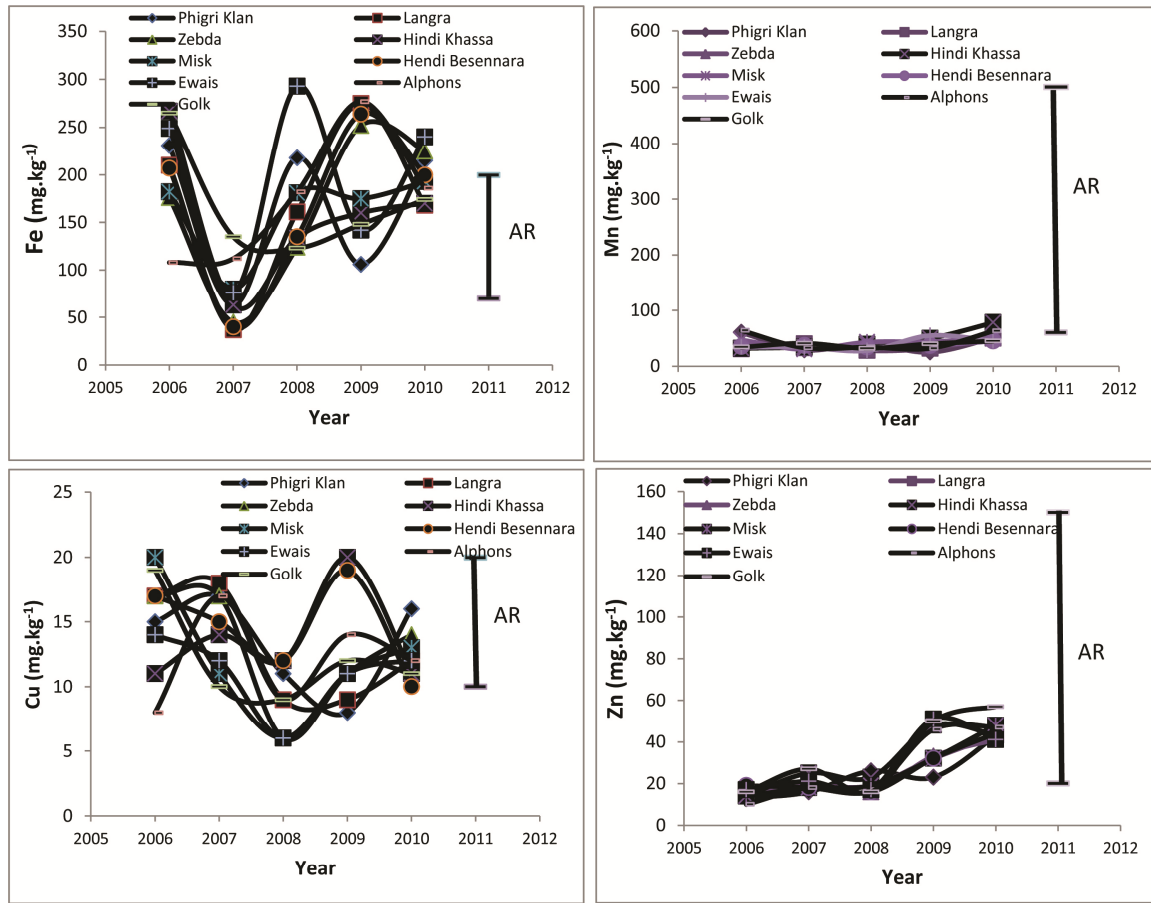 Phigri Klan Langra
Zebda Hindi Khassa
Misk Hendi Besennara
Ewais Alphons
Golk
350
300
250
200
150
100
50
0
Fe (mg.kg-1)
AR
2005 2006 2007 2008 2009 2010 2011 2012
Year
Phigri Klan Langra
Zebda Hindi Khassa
Misk Hendi Besennara
Ewais Alphons
Golk
600
500
400
300
200
100
0
Mn (mg.kg-1)
AR
2005 2006 2007 2008 2009 2010 2011 2012
Year
Phigri Klan Langra
Zebda Hindi Khassa
Misk Hendi Besennara
Ewais Alphons
Golk
25
20
15
10
5
0
Cu (mg.kg-1)
AR
2005 2006 2007 2008 2009 2010 2011 2012
Year
Phigri Klan Langra
Zebda Hindi Khassa
Misk Hendi Besennara
Ewais Alphons
Golk
160
140
120
100
80
60
40
20
0
Zn (mg.kg-1)
AR
2005 2006 2007 2008 2009 2010 2011 2012
Year